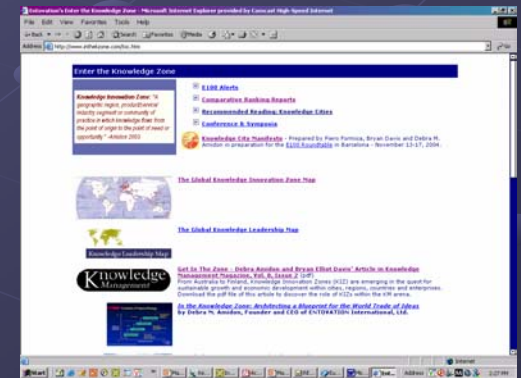 Entovation's Enter the Knowledge Zone - Microsoft Internet Explorer provided by Comcast High-Speed Internet
File Edit View Favorites Tools Help
Back Search Favorites Media
Address http://www.inthekzone.com/
Enter the Knowledge Zone
Knowledge Innovation Zone: "A
geographic region, product/service/
industry segment or community of
practice in which knowledge flows from
the point of origin to the point of need or
opportunity."
E100 Alerts
Comparative Ranking Reports
Recommended Reading: Knowledge Cities
Conference & Symposia
Knowledge City Manifesto - Prepared by Piero Formica, Bryan Davis and Debra M.
Amidon in preparation for the E100 Roundtable in Barcelona - November 13-17, 2004.
The Global Knowledge Innovation Zone Map
The Global Knowledge Leadership Map
Knowledge Leadership Map
Knowledge
Management
Get In The Zone - Debra Amidon and Bryan Elliot Davis' Article in Knowledge
Management Magazine, Vol. 8, Issue 2 (pdf)
From Australia to Finland, Knowledge Innovation Zones (KIZ) are emerging in the quest for
sustainable growth and economic development within cities, regions, countries and enterprises.
Download the pdf file of this article to discover the role of KIZs within the KM arena.
In the Knowledge Zone: Architecting a Blueprint for the World Trade of Ideas
by Debra M. Amidon, Founder and CEO of ENTOVATION International, Ltd.
Internet
Start
Address
2:27 PM